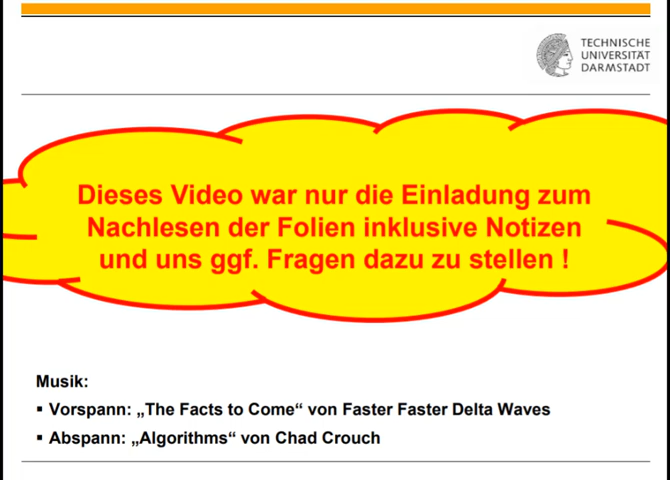 TECHNISCHE
UNIVERSITÄT
DARMSTADT
Dieses Video war nur die Einladung zum
Nachlesen der Folien inklusive Notizen
und uns ggf. Fragen dazu zu stellen !
Musik:
▪ Vorspann: „The Facts to Come“ von Faster Faster Delta Waves
▪ Abspann: „Algorithms“ von Chad Crouch